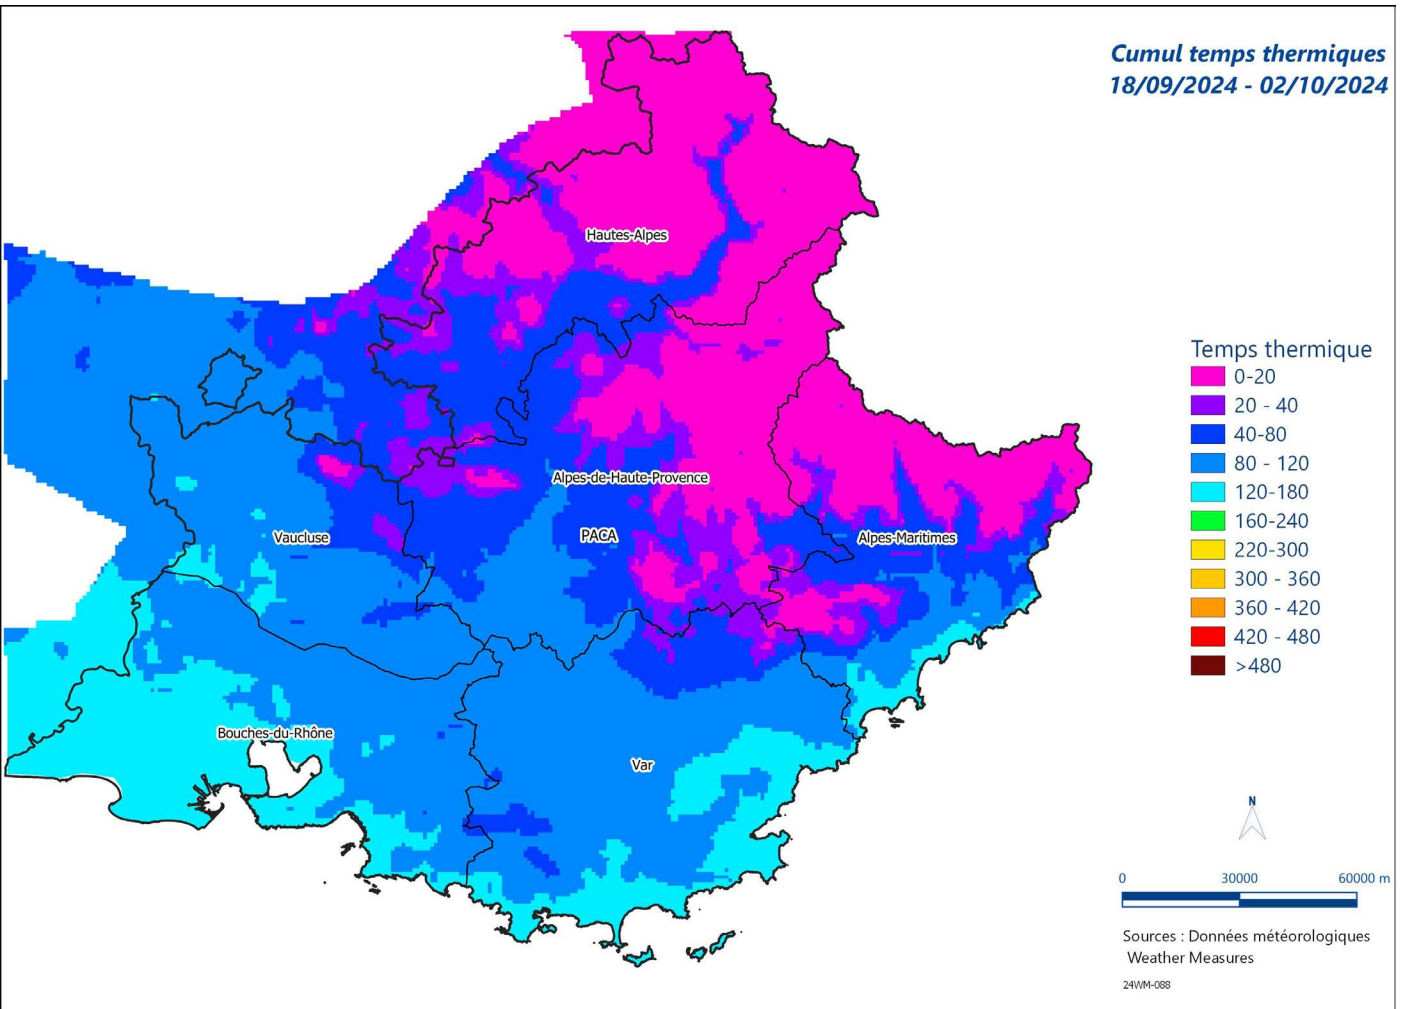 Cumul temps thermiques
18/09/2024 - 02/10/2024
Hautes-Alpes
Temps thermique
0-20
20 - 40
40-80
80 - 120
120-180
160-240
220-300
300 - 360
360 - 420
420 - 480
>480
Alpes-de-Haute-Provence
Vaucluse
PACA
Alpes-Maritimes
Bouches-du-Rhône
Var
N
0 30000 60000 m
Sources : Données météorologiques
Weather Measures
24WM-088